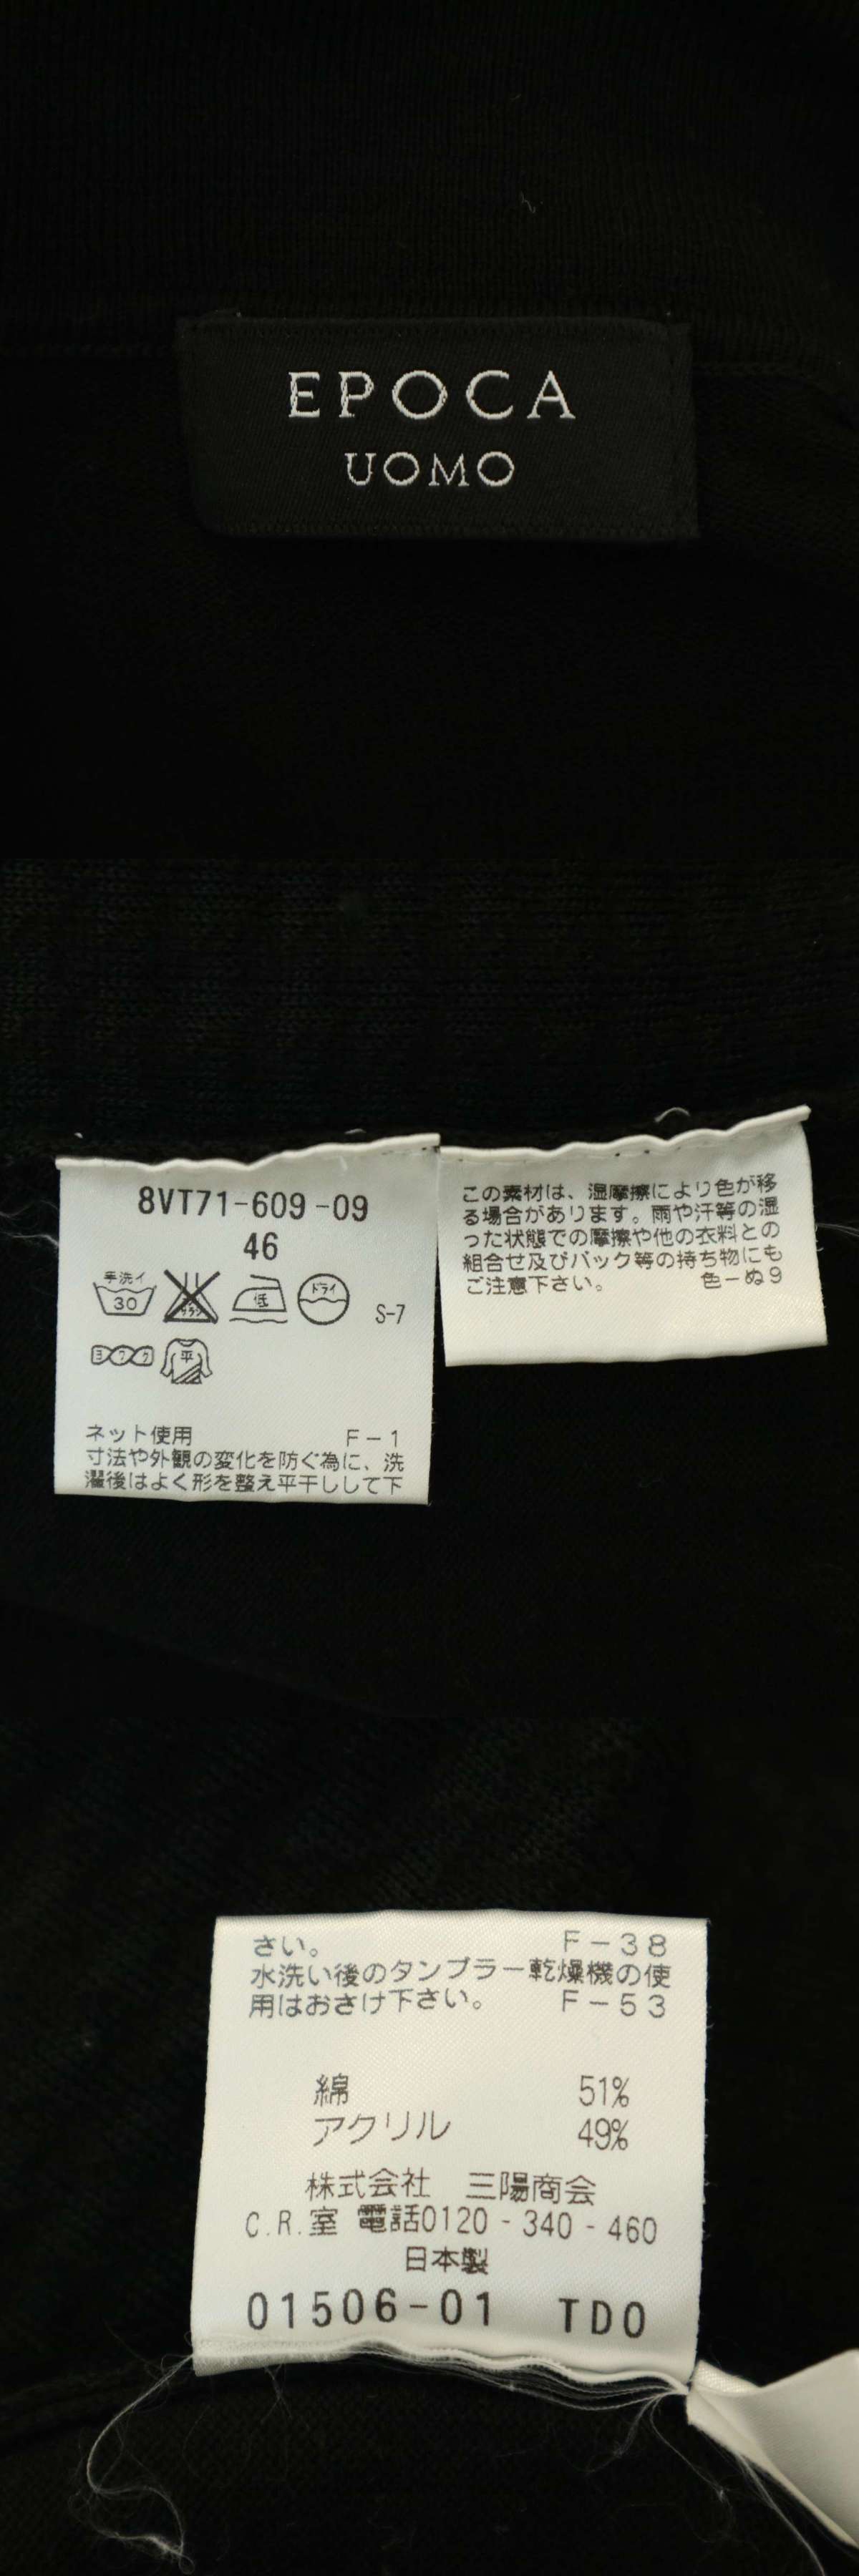 EPOCA
UOMO
8VT71-609-09
46
手洗イ
30
低
ドライ
S-7
ヨワク
平
ネット使用 F-1
寸法や外観の変化を防ぐ為に、洗
濯後はよく形を整え平干しして下
この素材は、湿摩擦により色が移
る場合があります。雨や汗等の湿
った状態での摩擦や他の衣料との
組合せ及びバック等の持ち物にも
ご注意下さい。 色-ぬ9
さい。 F-38
水洗い後のタンブラー乾燥機の使
用はおさけ下さい。 F-53
綿 51%
アクリル 49%
株式会社 三陽商会
C.R.室 電話0120-340-460
日本製
01506-01 TD0